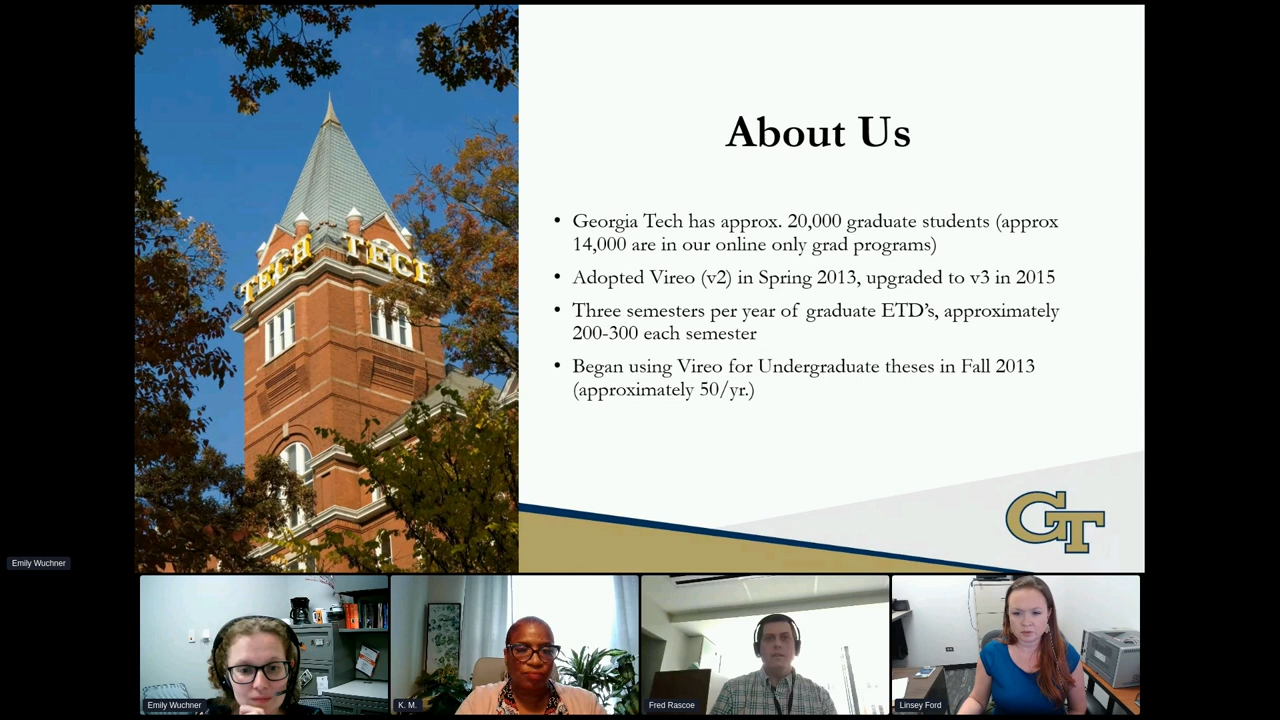 TECH TECH
About Us
• Georgia Tech has approx. 20,000 graduate students (approx
14,000 are in our online only grad programs)
• Adopted Vireo (v2) in Spring 2013, upgraded to v3 in 2015
• Three semesters per year of graduate ETD’s, approximately
200-300 each semester
• Began using Vireo for Undergraduate theses in Fall 2013
(approximately 50/yr.)
GT
Emily Wuchner
Emily Wuchner
K. M.
Fred Rascoe
Linsey Ford